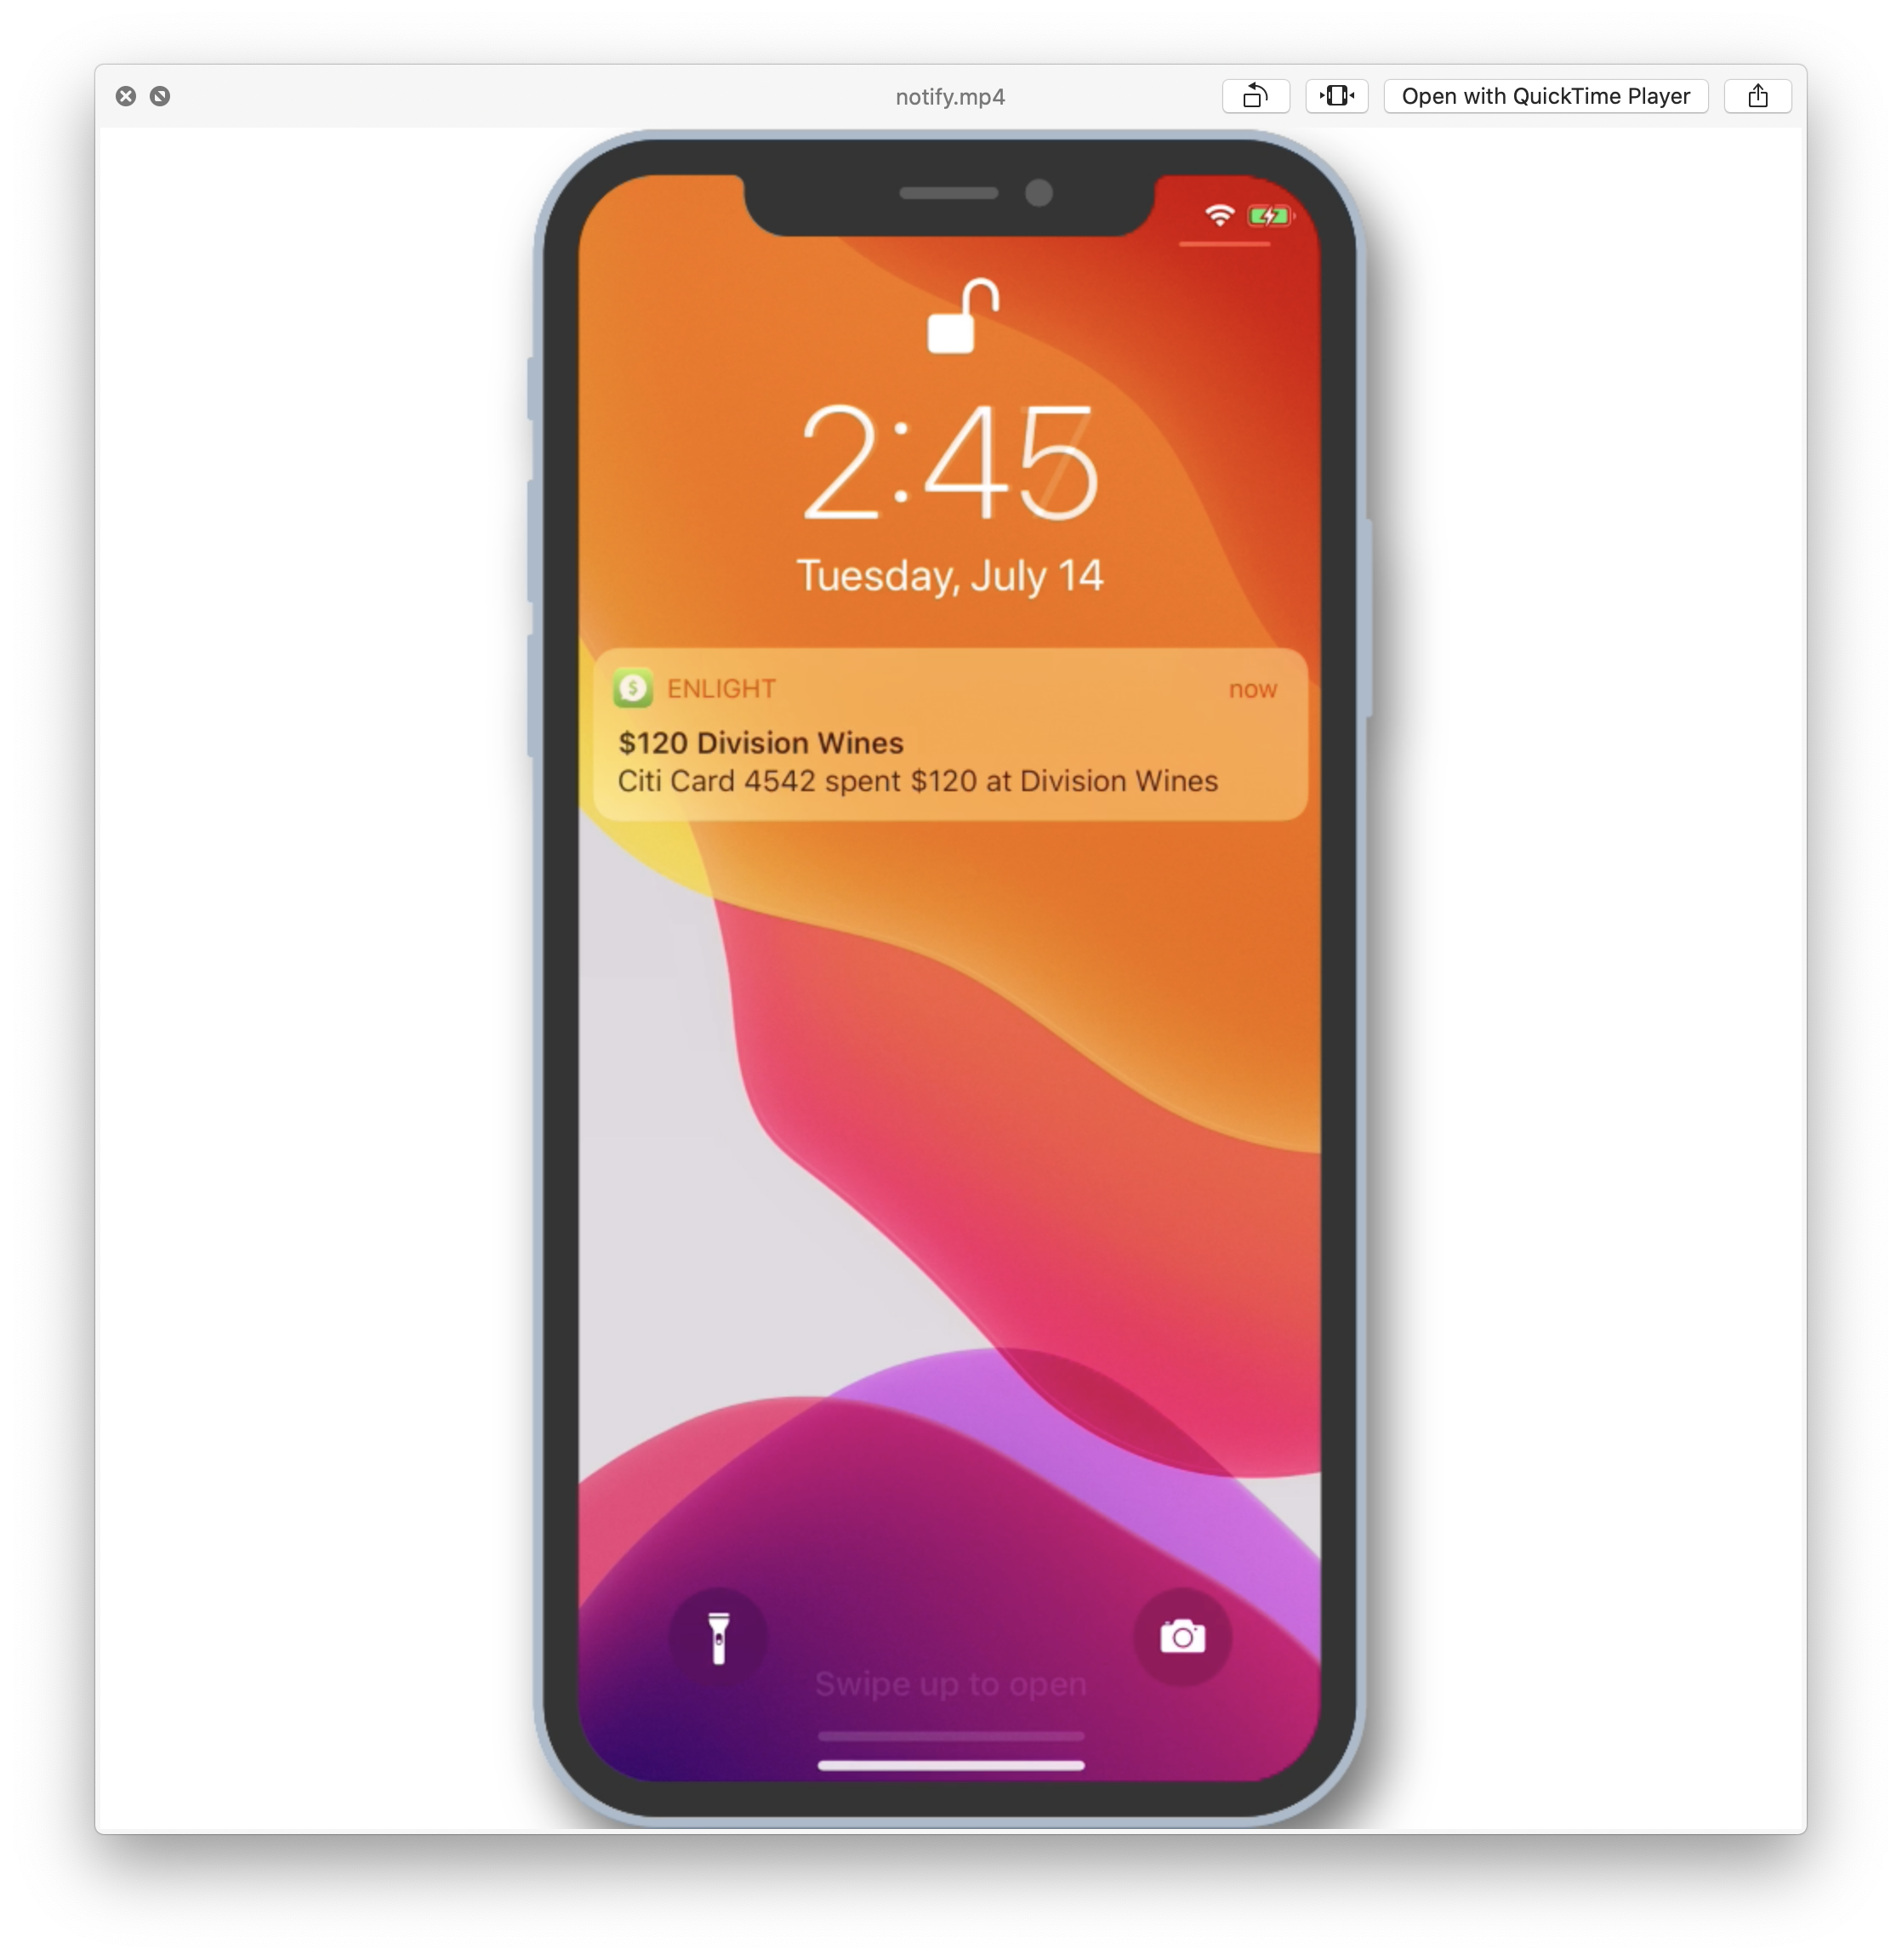 notify.mp4
Open with QuickTime Player
2:45
Tuesday, July 14
ENLIGHT now
$120 Division Wines
Citi Card 4542 spent $120 at Division Wines
Swipe up to open